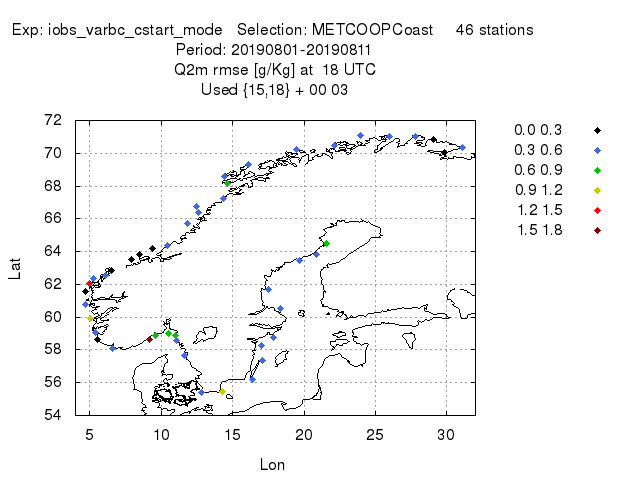 Exp: iobs_varbc_cstart_mode Selection: METCOOPCoast 46 stations
Period: 20190801-20190811
Q2m rmse [g/Kg] at 18 UTC
Used {15,18} + 00 03
72
70
68
66
64
62
60
58
56
54
Lat
5 10 15 20 25 30
Lon
0.0 0.3
0.3 0.6
0.6 0.9
0.9 1.2
1.2 1.5
1.5 1.8